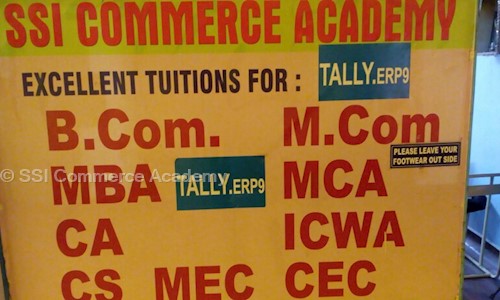 SSI COMMERCE ACADEMY
EXCELLENT TUITIONS FOR : TALLY.ERP9
B.Com. M.Com
PLEASE LEAVE YOUR
FOOTWEAR OUT SIDE
MBA TALLY.ERP9 MCA
© SSI Commerce Academy
CA ICWA
CS MEC CEC